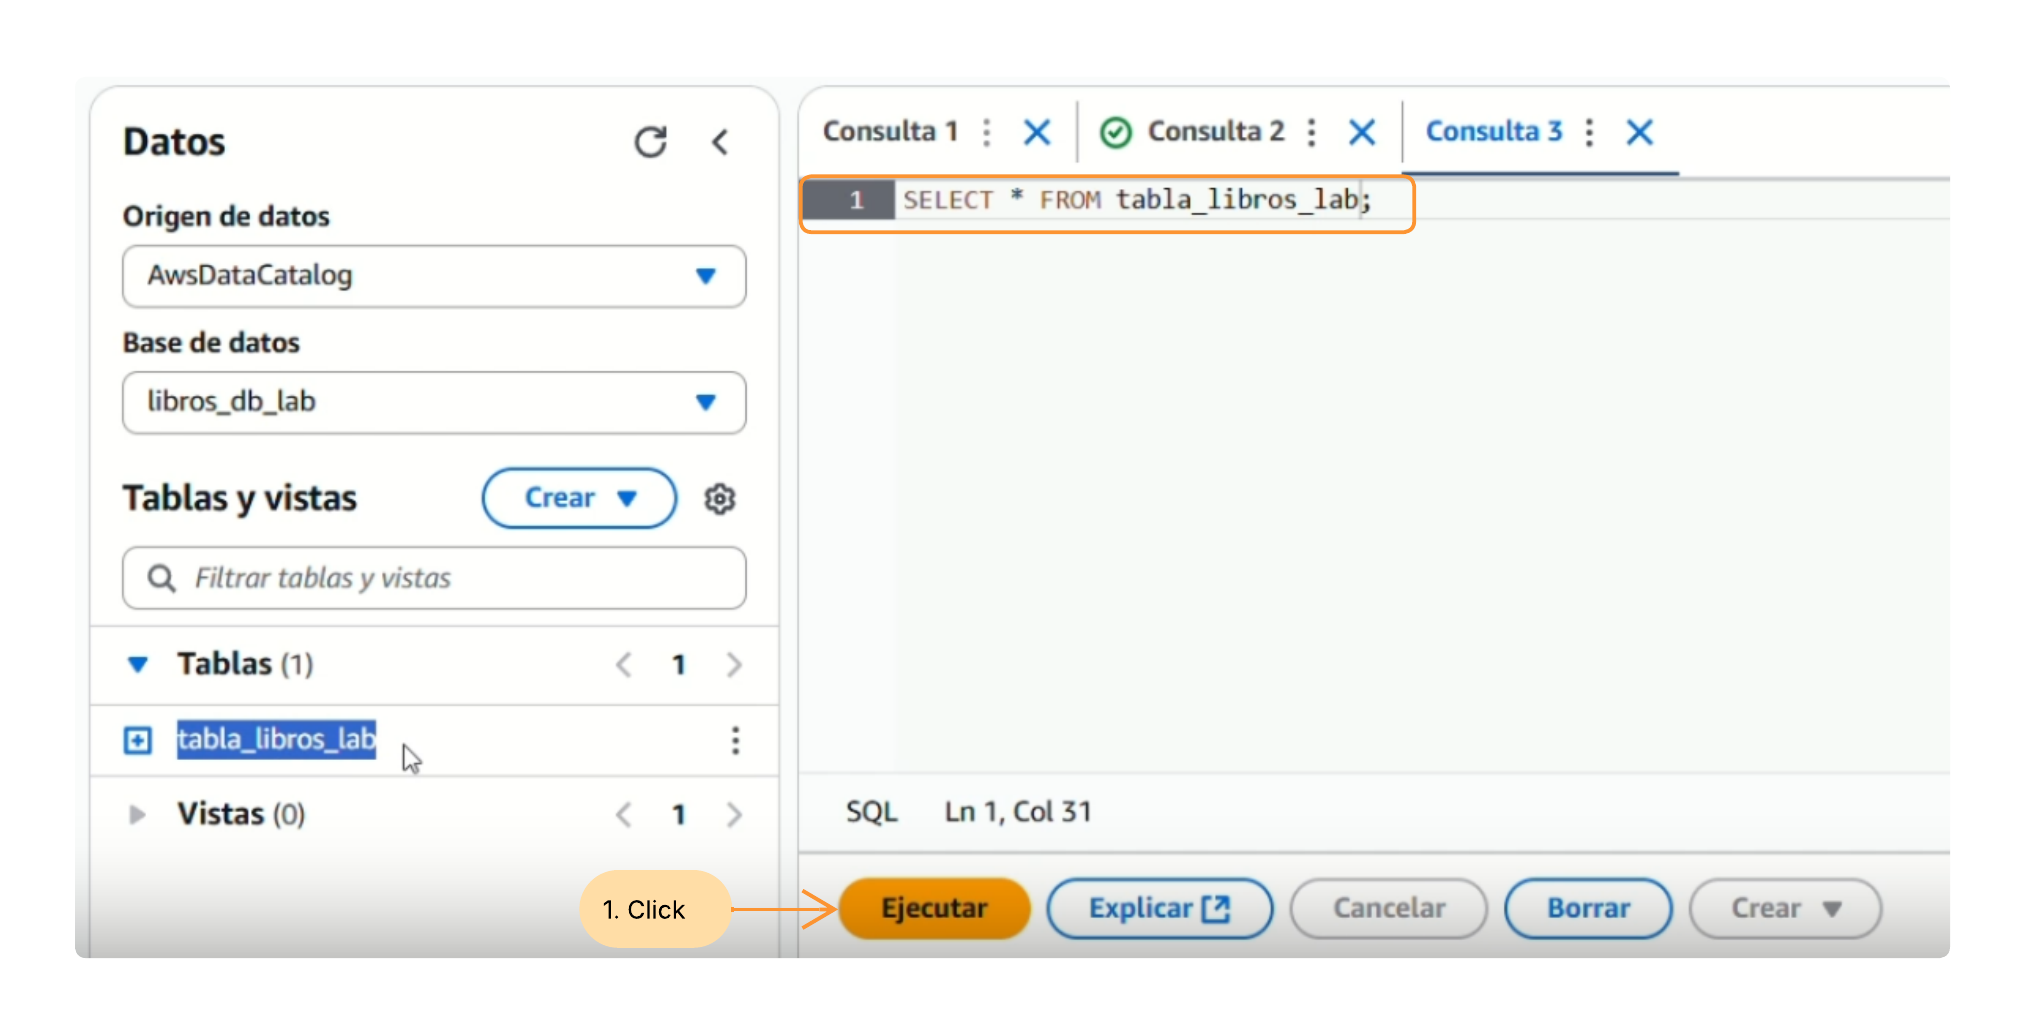 Datos
Origen de datos
AwsDataCatalog
Base de datos
libros_db_lab
Tablas y vistas
Crear
Filtrar tablas y vistas
Tablas (1)
1
tabla_libros_lab
Vistas (0)
1
Consulta 1
Consulta 2
Consulta 3
1 SELECT * FROM tabla_libros_lab;
SQL Ln 1, Col 31
1. Click
Ejecutar
Explicar
Cancelar
Borrar
Crear